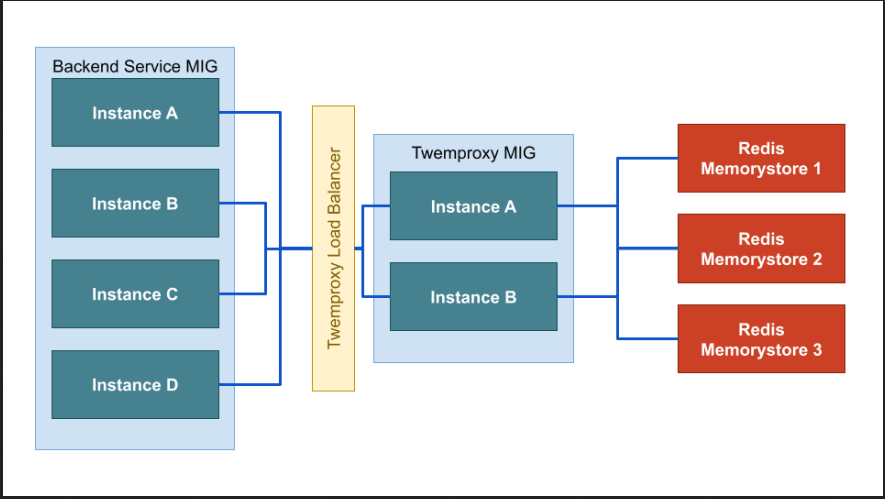 Backend Service MIG
Instance A
Instance B
Instance C
Instance D
Twemproxy Load Balancer
Twemproxy MIG
Instance A
Instance B
Redis
Memorystore 1
Redis
Memorystore 2
Redis
Memorystore 3